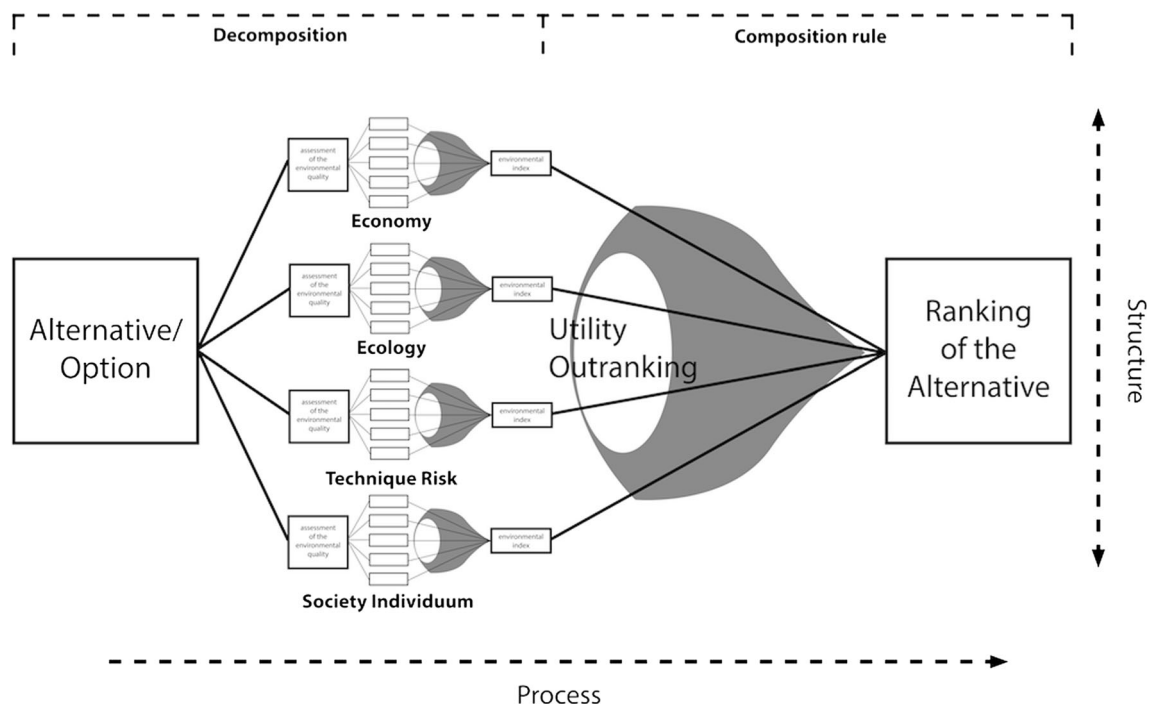 Decomposition
Composition rule
assessment
of the
environmental
quality
environmental
index
Economy
Alternative/
Option
assessment
of the
environmental
quality
environmental
index
Ecology
Utility
Outranking
Ranking
of the
Alternative
Structure
assessment
of the
environmental
quality
environmental
index
Technique Risk
assessment
of the
environmental
quality
environmental
index
Society Individuum
Process